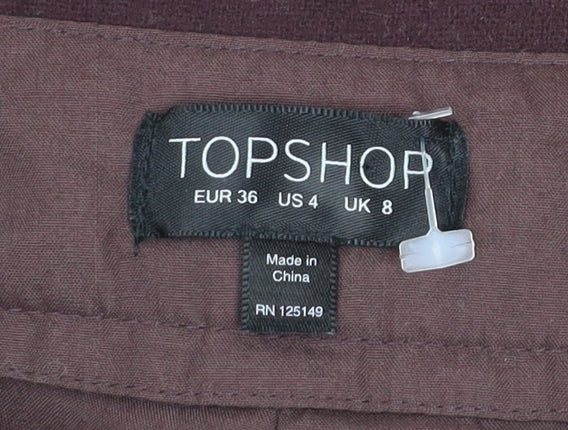 TOPSHOP
EUR 36 US 4 UK 8
Made in
China
RN 125149